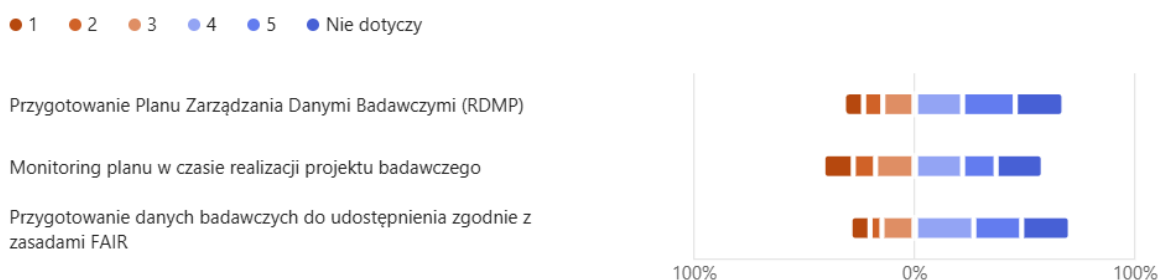 1 2 3 4 5 Nie dotyczy
Przygotowanie Planu Zarządzania Danymi Badawczymi (RDMP)
Monitoring planu w czasie realizacji projektu badawczego
Przygotowanie danych badawczych do udostępnienia zgodnie z
zasadami FAIR
100% 0% 100%